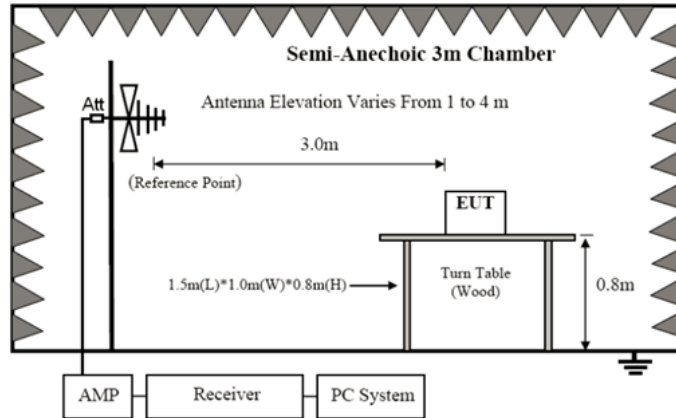 Semi-Anechoic 3m Chamber
Att
Antenna Elevation Varies From 1 to 4 m
3.0m
(Reference Point)
EUT
1.5m(L)*1.0m(W)*0.8m(H)
Turn Table
(Wood)
0.8m
AMP
Receiver
PC System